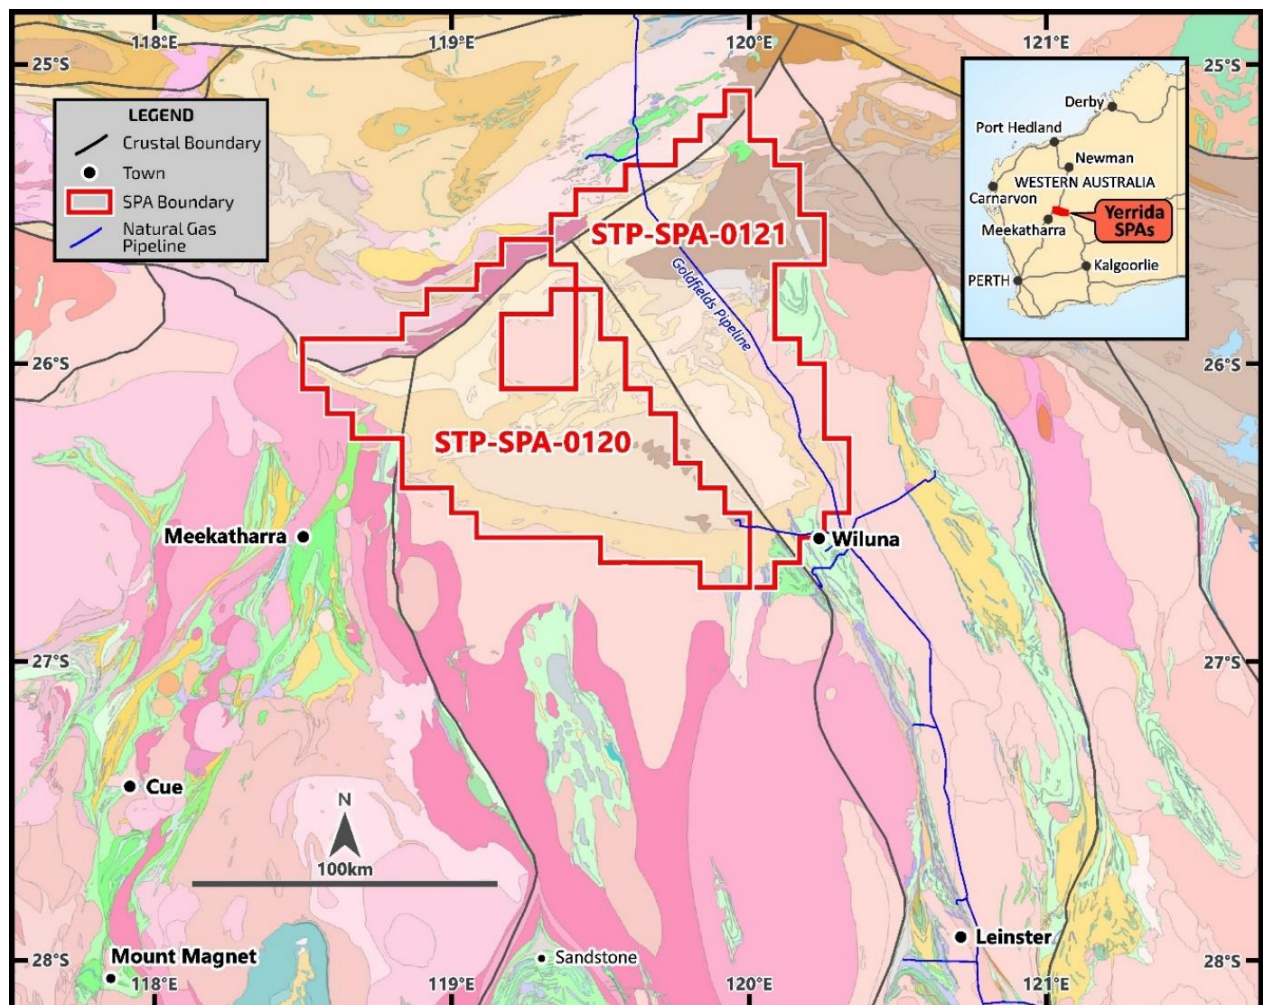 118°E
119°E
120°E
121°E
25°S
25°S
LEGEND
Crustal Boundary
Town
SPA Boundary
Natural Gas
Pipeline
Derby
Port Hedland
Newman
WESTERN AUSTRALIA
Carnarvon
Meekatharra
Yerrida
SPAs
Kalgoorlie
PERTH
STP-SPA-0121
Goldfields Pipeline
26°S
26°S
STP-SPA-0120
Meekatharra
Wiluna
27°S
27°S
Cue
N
100km
Mount Magnet
Sandstone
Leinster
28°S
28°S
118°E
119°E
120°E
121°E